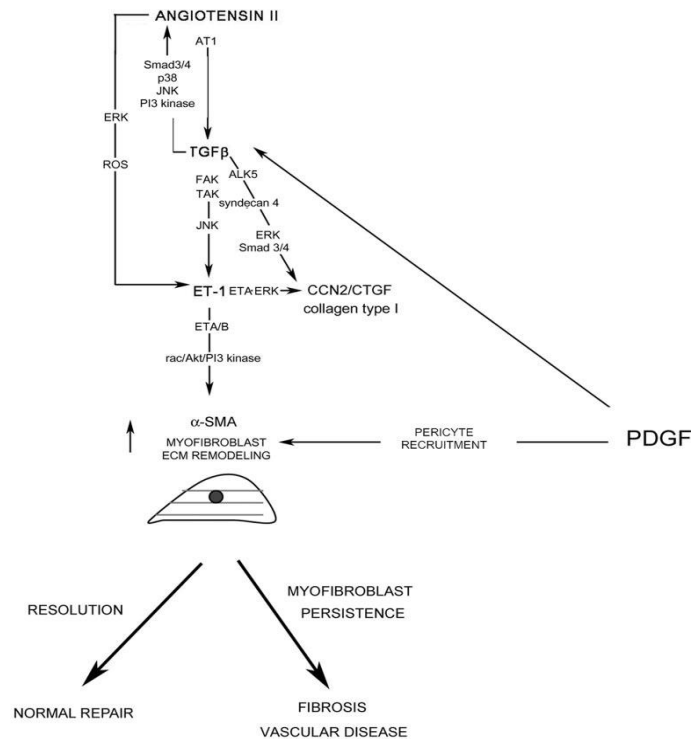 ANGIOTENSIN II
AT1
Smad3/4
p38
JNK
PI3 kinase
ERK
ROS
TGFβ
ALK5
FAK
TAK
syndecan 4
JNK
ERK
Smad 3/4
ET-1
ETA-ERK
CCN2/CTGF
collagen type I
ETA/B
rac/Akt/PI3 kinase
α-SMA
MYOFIBROBLAST
ECM REMODELING
PERICYTE
RECRUITMENT
PDGF
RESOLUTION
MYOFIBROBLAST
PERSISTENCE
NORMAL REPAIR
FIBROSIS
VASCULAR DISEASE